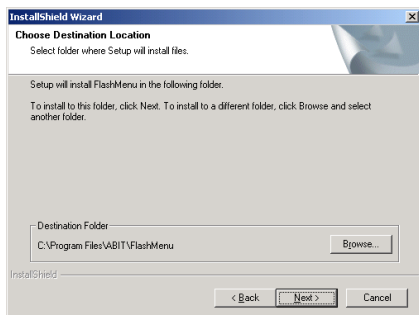 InstallShield Wizard
Choose Destination Location
Select folder where Setup will install files.
Setup will install FlashMenu in the following folder.
To install to this folder, click Next. To install to a different folder, click Browse and select
another folder.
Destination Folder
C:\Program Files\ABIT\FlashMenu
Browse...
InstallShield
< Back
Next >
Cancel